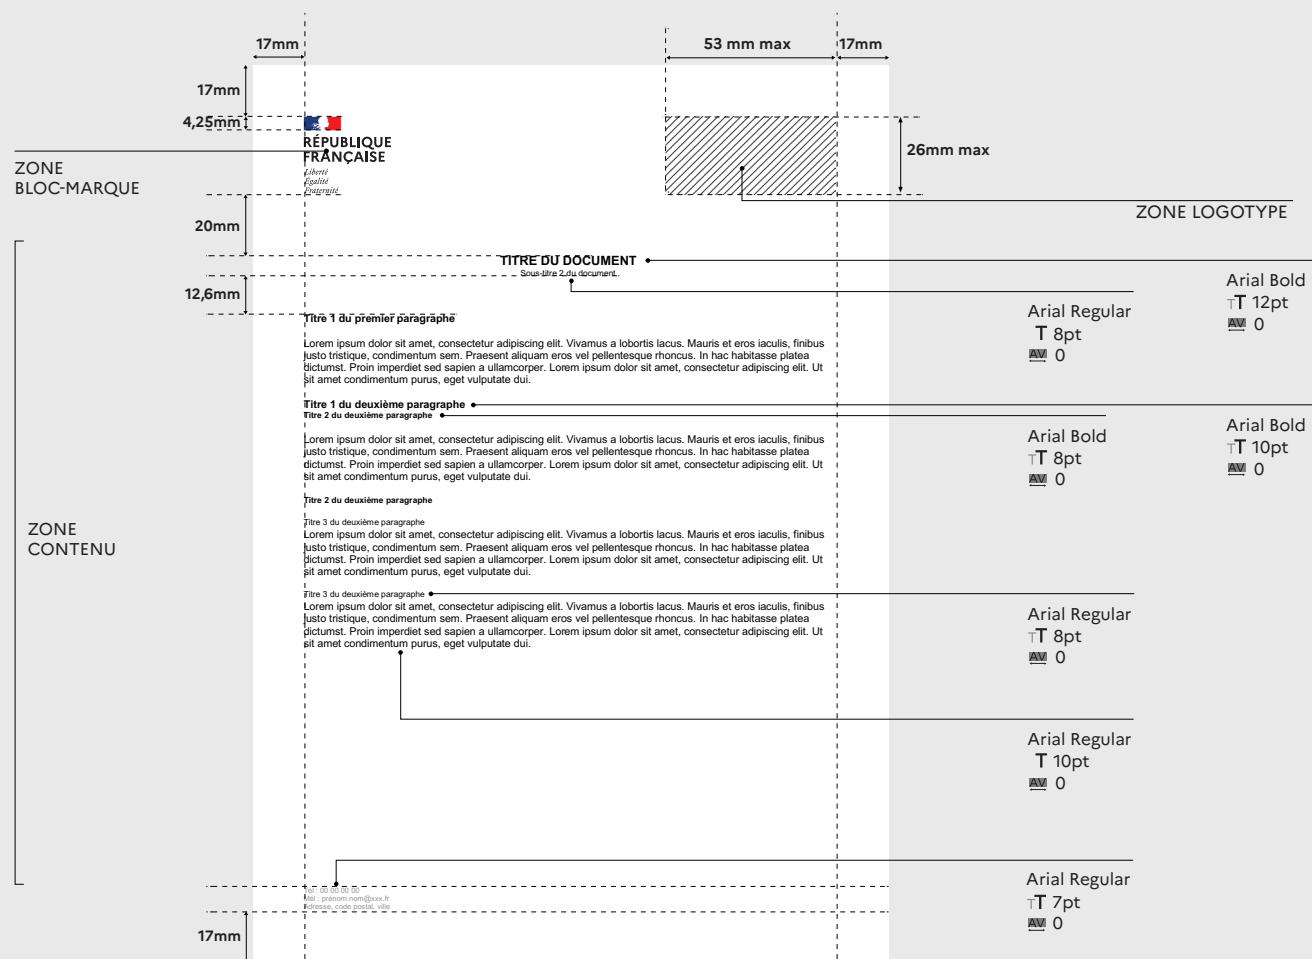 17mm
53 mm max
17mm
17mm
4,25mm
RÉPUBLIQUE
FRANÇAISE
Liberté
Égalité
Fraternité
26mm max
ZONE
BLOC-MARQUE
ZONE LOGOTYPE
20mm
TITRE DU DOCUMENT
Sous-titre 2 du document
12,6mm
Arial Bold
TT 12pt
AV 0
Arial Regular
T 8pt
AV 0
Titre 1 du premier paragraphe
Lorem ipsum dolor sit amet, consectetur adipiscing elit. Vivamus a lobortis lacus. Mauris et eros iaculis, finibus
justo tristique, condimentum sem. Praesent aliquam eros vel pellentesque rhoncus. In hac habitasse platea
dictumst. Proin imperdiet sed sapien a ullamcorper. Lorem ipsum dolor sit amet, consectetur adipiscing elit. Ut
sit amet condimentum purus, eget vulputate dui.
Titre 1 du deuxième paragraphe
Titre 2 du deuxième paragraphe
Arial Bold
TT 8pt
AV 0
Arial Bold
TT 10pt
AV 0
Lorem ipsum dolor sit amet, consectetur adipiscing elit. Vivamus a lobortis lacus. Mauris et eros iaculis, finibus
justo tristique, condimentum sem. Praesent aliquam eros vel pellentesque rhoncus. In hac habitasse platea
dictumst. Proin imperdiet sed sapien a ullamcorper. Lorem ipsum dolor sit amet, consectetur adipiscing elit. Ut
sit amet condimentum purus, eget vulputate dui.
Titre 2 du deuxième paragraphe
ZONE
CONTENU
Titre 3 du deuxième paragraphe
Lorem ipsum dolor sit amet, consectetur adipiscing elit. Vivamus a lobortis lacus. Mauris et eros iaculis, finibus
justo tristique, condimentum sem. Praesent aliquam eros vel pellentesque rhoncus. In hac habitasse platea
dictumst. Proin imperdiet sed sapien a ullamcorper. Lorem ipsum dolor sit amet, consectetur adipiscing elit. Ut
sit amet condimentum purus, eget vulputate dui.
Titre 3 du deuxième paragraphe
Lorem ipsum dolor sit amet, consectetur adipiscing elit. Vivamus a lobortis lacus. Mauris et eros iaculis, finibus
justo tristique, condimentum sem. Praesent aliquam eros vel pellentesque rhoncus. In hac habitasse platea
dictumst. Proin imperdiet sed sapien a ullamcorper. Lorem ipsum dolor sit amet, consectetur adipiscing elit. Ut
sit amet condimentum purus, eget vulputate dui.
Arial Regular
TT 8pt
AV 0
Arial Regular
T 10pt
AV 0
Tél : 00 00 00 00
Mél : prénom.nom@xxx.fr
Adresse, code postal, ville
Arial Regular
TT 7pt
AV 0
17mm